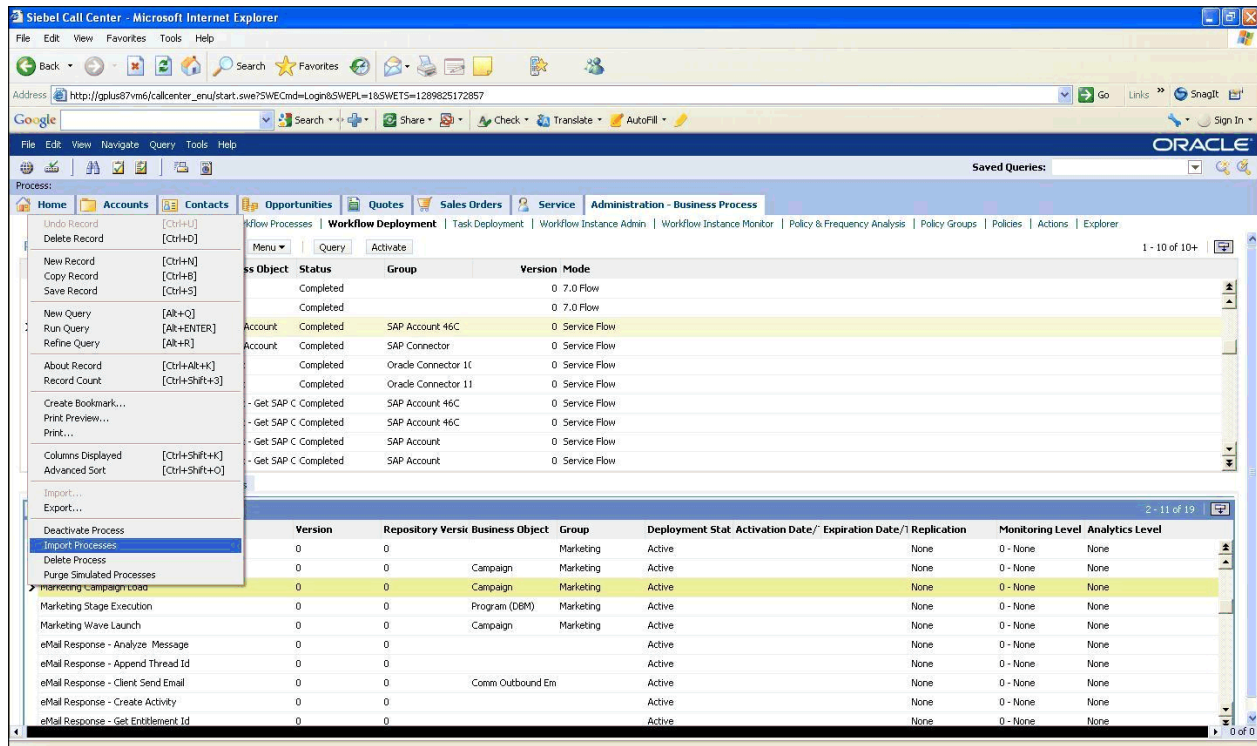 Siebel Call Center - Microsoft Internet Explorer
File Edit View Favorites Tools Help
Back Search Favorites
Address http://gplus87vm6/callcenter_enu/start.swe?SWECmd=Login&SWEPL=1&SWETS=1289825172857 Go Links » SnagIt
Google Search Share Check Translate AutoFill Sign In
File Edit View Navigate Query Tools Help ORACLE
Saved Queries:
Process:
Home Accounts Contacts Opportunities Quotes Sales Orders Service Administration - Business Process
kflow Processes | Workflow Deployment | Task Deployment | Workflow Instance Admin | Workflow Instance Monitor | Policy & Frequency Analysis | Policy Groups | Policies | Actions | Explorer
Undo Record [Ctrl+U]
Delete Record [Ctrl+D]
New Record [Ctrl+N]
Copy Record [Ctrl+B]
Save Record [Ctrl+S]
New Query [Alt+Q]
Run Query [Alt+ENTER]
Refine Query [Alt+R]
About Record [Ctrl+Alt+K]
Record Count [Ctrl+Shift+3]
Create Bookmark...
Print Preview...
Print...
Columns Displayed [Ctrl+Shift+K]
Advanced Sort [Ctrl+Shift+O]
Import...
Export...
Deactivate Process
Import Processes
Delete Process
Purge Simulated Processes
Menu Query Activate 1 - 10 of 10+
ss Object Status Group Version Mode
Completed 0 7.0 Flow
Completed 0 7.0 Flow
Account Completed SAP Account 46C 0 Service Flow
Account Completed SAP Connector 0 Service Flow
Completed Oracle Connector 1( 0 Service Flow
Completed Oracle Connector 11 0 Service Flow
- Get SAP C Completed SAP Account 46C 0 Service Flow
- Get SAP C Completed SAP Account 46C 0 Service Flow
- Get SAP C Completed SAP Account 0 Service Flow
- Get SAP C Completed SAP Account 0 Service Flow
2 - 11 of 19
Version Repository Versic Business Object Group Deployment Stat Activation Date/ Expiration Date/T Replication Monitoring Level Analytics Level
0 0 Marketing Active None 0 - None None
0 0 Campaign Marketing Active None 0 - None None
Marketing Campaign Load 0 0 Campaign Marketing Active None 0 - None None
Marketing Stage Execution 0 0 Program (DBM) Marketing Active None 0 - None None
Marketing Wave Launch 0 0 Campaign Marketing Active None 0 - None None
eMail Response - Analyze Message 0 0 Active None 0 - None None
eMail Response - Append Thread Id 0 0 Active None 0 - None None
eMail Response - Client Send Email 0 0 Comm Outbound Em Active None 0 - None None
eMail Response - Create Activity 0 0 Active None 0 - None None
eMail Response - Get Entitlement Id 0 0 Active None 0 - None None
0 of 0